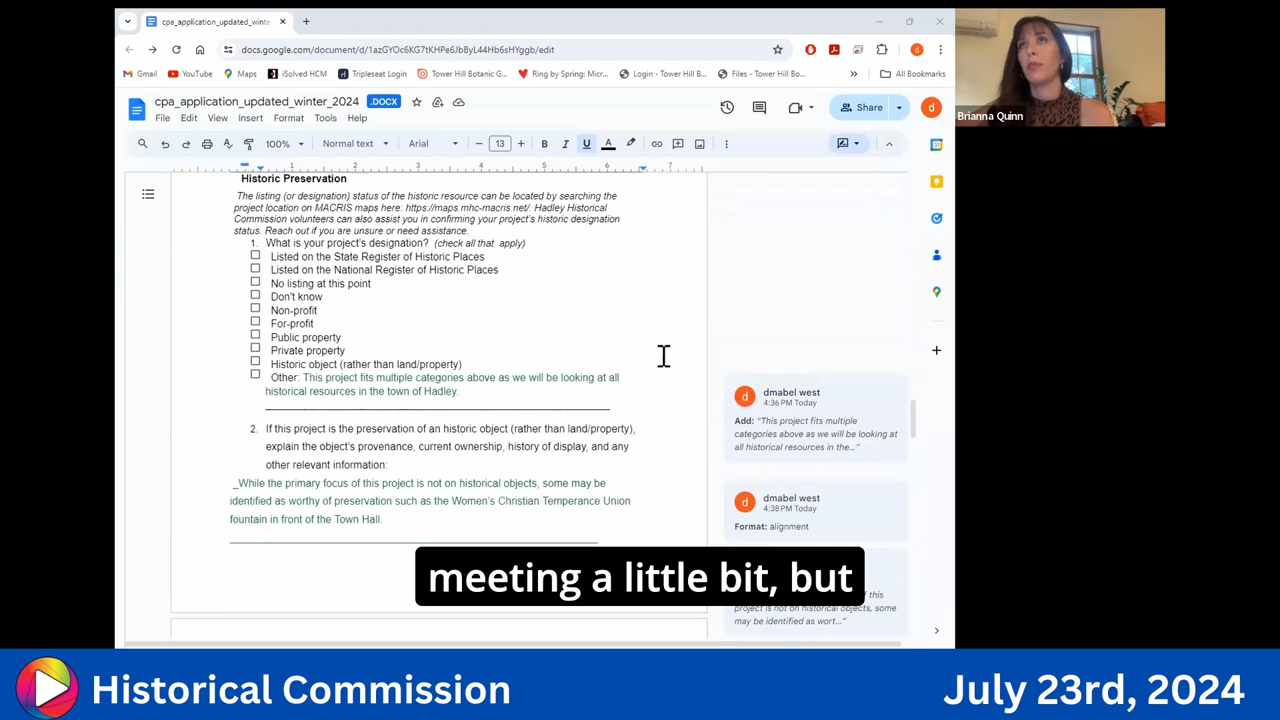 cpa_application_updated_winte
docs.google.com/document/d/1azGYOc6KG7tKHPe6JbByL44Hb6sHYggb/edit
Gmail YouTube Maps iSolved HCM Tripleseat Login Tower Hill Botanic G... Ring by Spring: Micr... Login - Tower Hill B... Files - Tower Hill Bo... » All Bookmarks
Brianna Quinn
cpa_application_updated_winter_2024 .DOCX
File Edit View Insert Format Tools Help
Share
d
100% Normal text Arial 13 B I U A
1 2 3 4 5 6 7
Historic Preservation
The listing (or designation) status of the historic resource can be located by searching the
project location on MACRIS maps here: https://maps.mhc-macris.net/. Hadley Historical
Commission volunteers can also assist you in confirming your project's historic designation
status. Reach out if you are unsure or need assistance.
1. What is your project's designation? (check all that apply)
Listed on the State Register of Historic Places
Listed on the National Register of Historic Places
No listing at this point
Don't know
Non-profit
For-profit
Public property
Private property
Historic object (rather than land/property)
Other: This project fits multiple categories above as we will be looking at all
historical resources in the town of Hadley.
2. If this project is the preservation of an historic object (rather than land/property),
explain the object's provenance, current ownership, history of display, and any
other relevant information:
_While the primary focus of this project is not on historical objects, some may be
identified as worthy of preservation such as the Women's Christian Temperance Union
fountain in front of the Town Hall.
d dmabel west
4:36 PM Today
Add: "This project fits multiple
categories above as we will be looking at
all historical resources in the..."
d dmabel west
4:38 PM Today
Format: alignment
of this
project is not on historical objects, some
may be identified as wort..."
meeting a little bit, but
Historical Commission
July 23rd, 2024